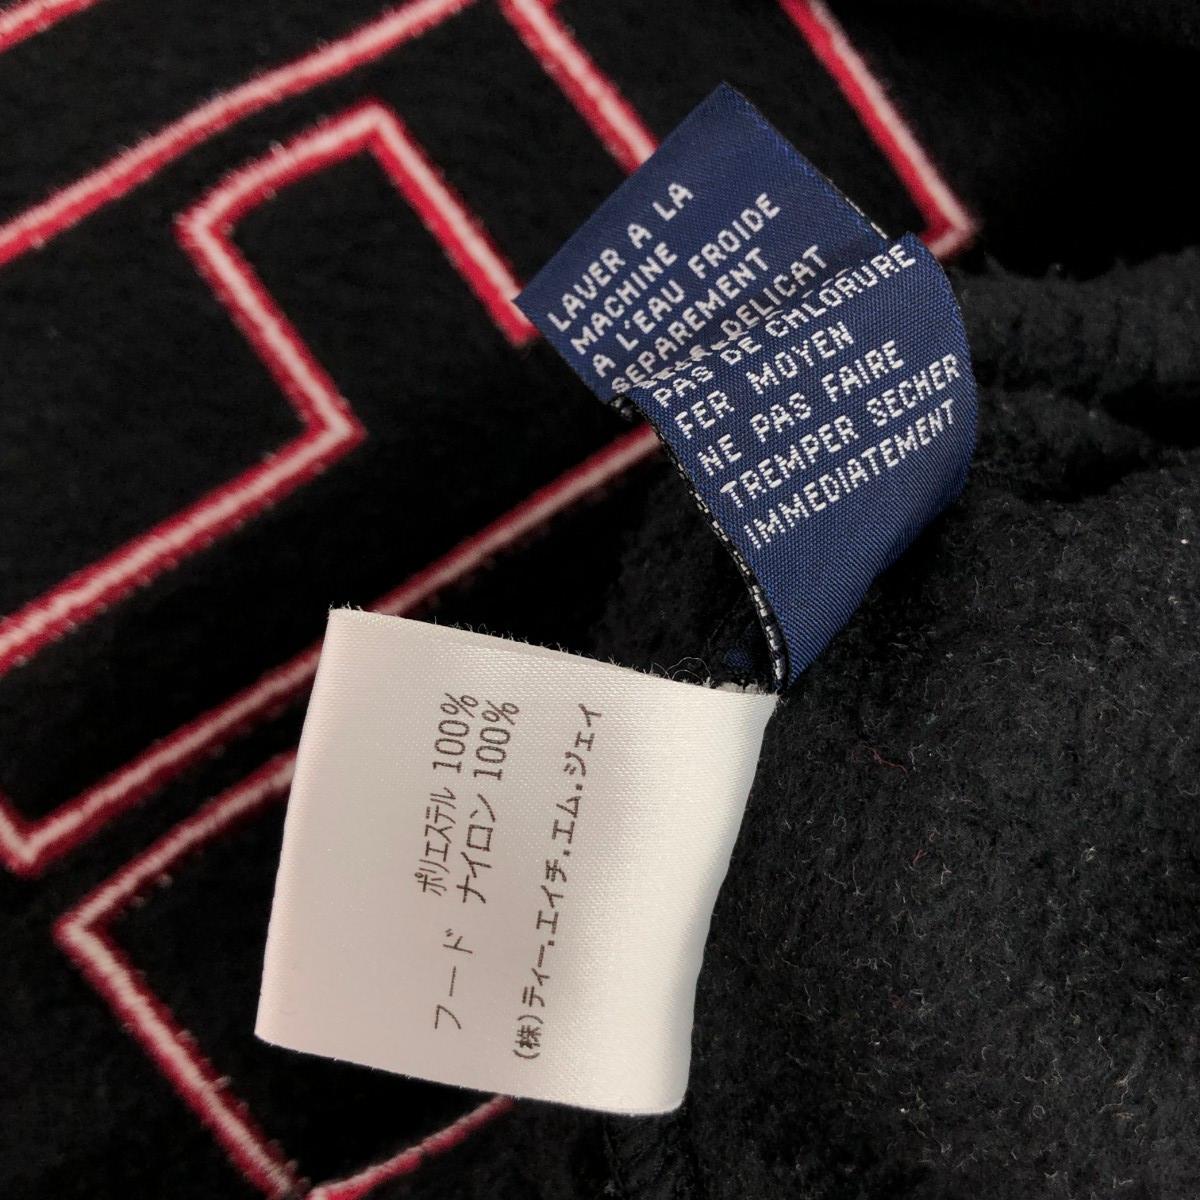 LAVER A LA
MACHINE
A L'EAU FROIDE
SEPAREMENT
DELICAT
PAS DE CHLORURE
FER MOYEN
NE PAS FAIRE
TREMPER SECHER
IMMEDIATEMENT
ポリエステル 100%
フード ナイロン 100%
(株)ティー.エイチ.エム.ジェイ